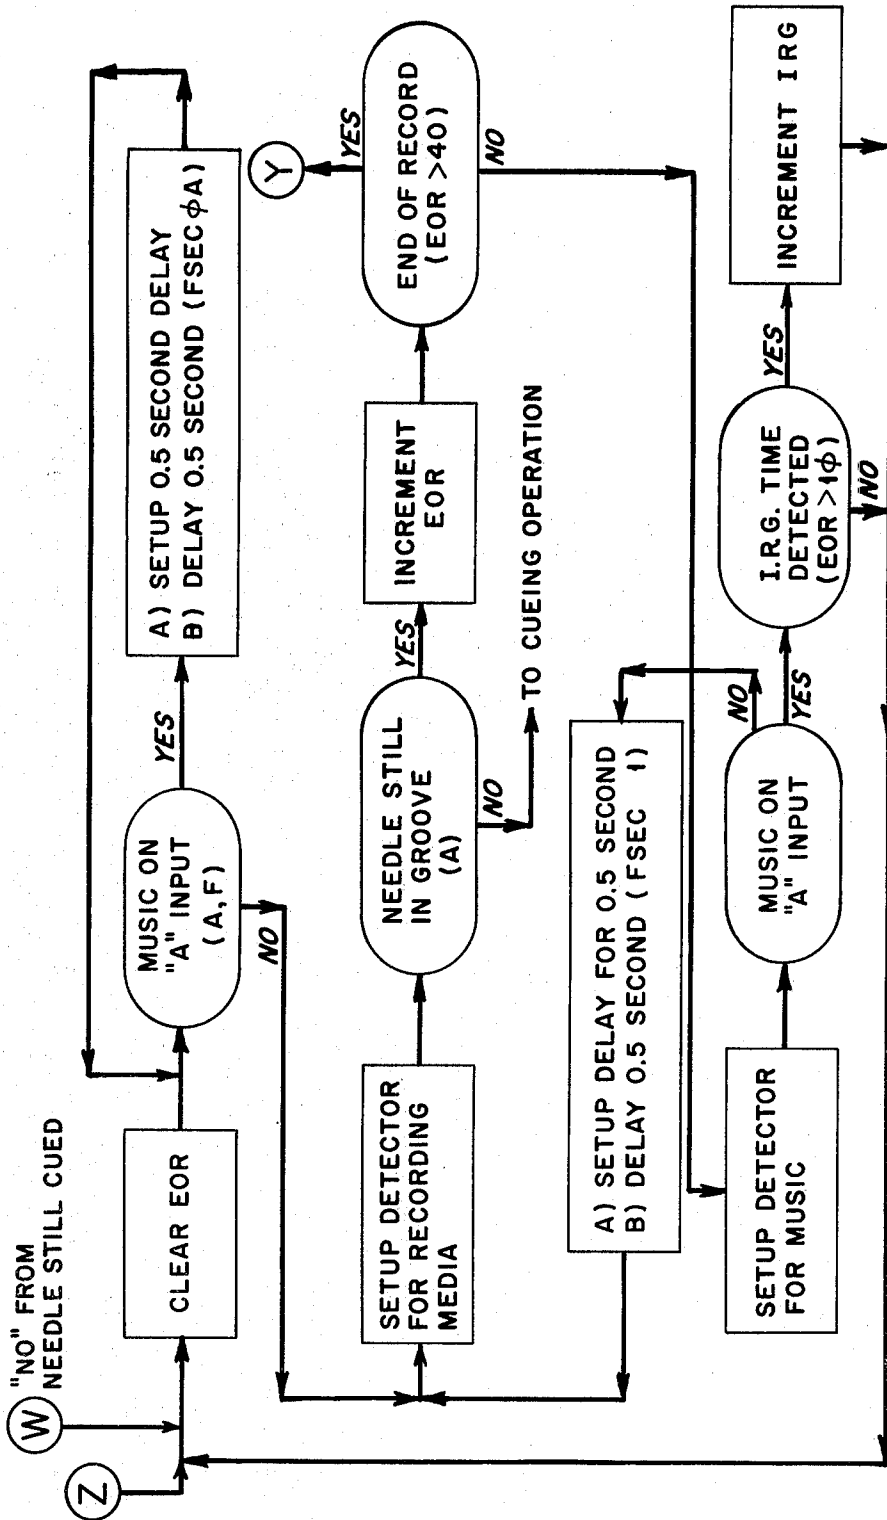 Z
W
"NO" FROM
NEEDLE STILL CUED
CLEAR EOR
MUSIC ON
"A" INPUT
(A,F)
YES
NO
A) SETUP 0.5 SECOND DELAY
B) DELAY 0.5 SECOND (FSECϕA)
SETUP DETECTOR
FOR RECORDING
MEDIA
NEEDLE STILL
IN GROOVE
(A)
YES
NO
TO CUEING OPERATION
INCREMENT
EOR
END OF RECORD
(EOR >40)
YES
Y
NO
A) SETUP DELAY FOR 0.5 SECOND
B) DELAY 0.5 SECOND (FSEC 1)
SETUP DETECTOR
FOR MUSIC
MUSIC ON
"A" INPUT
NO
YES
I.R.G. TIME
DETECTED
(EOR >1ϕ)
YES
NO
INCREMENT IRG